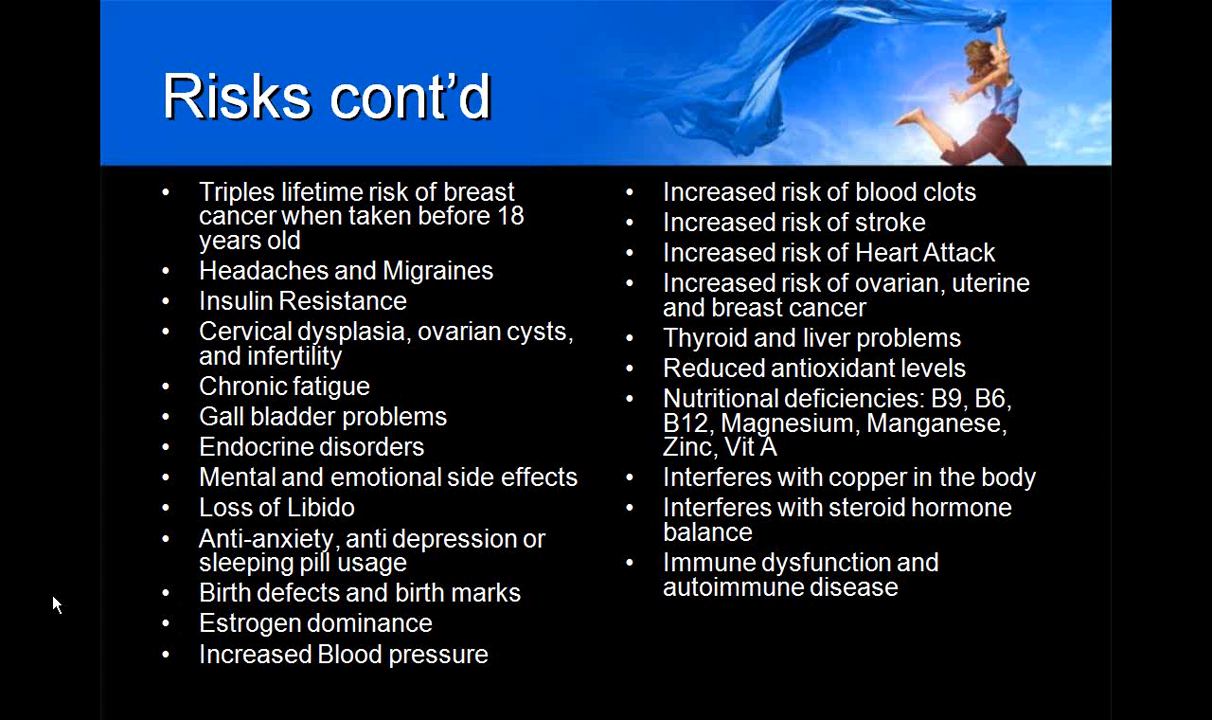 Risks cont’d
• Triples lifetime risk of breast
cancer when taken before 18
years old
• Headaches and Migraines
• Insulin Resistance
• Cervical dysplasia, ovarian cysts,
and infertility
• Chronic fatigue
• Gall bladder problems
• Endocrine disorders
• Mental and emotional side effects
• Loss of Libido
• Anti-anxiety, anti depression or
sleeping pill usage
• Birth defects and birth marks
• Estrogen dominance
• Increased Blood pressure
• Increased risk of blood clots
• Increased risk of stroke
• Increased risk of Heart Attack
• Increased risk of ovarian, uterine
and breast cancer
• Thyroid and liver problems
• Reduced antioxidant levels
• Nutritional deficiencies: B9, B6,
B12, Magnesium, Manganese,
Zinc, Vit A
• Interferes with copper in the body
• Interferes with steroid hormone
balance
• Immune dysfunction and
autoimmune disease